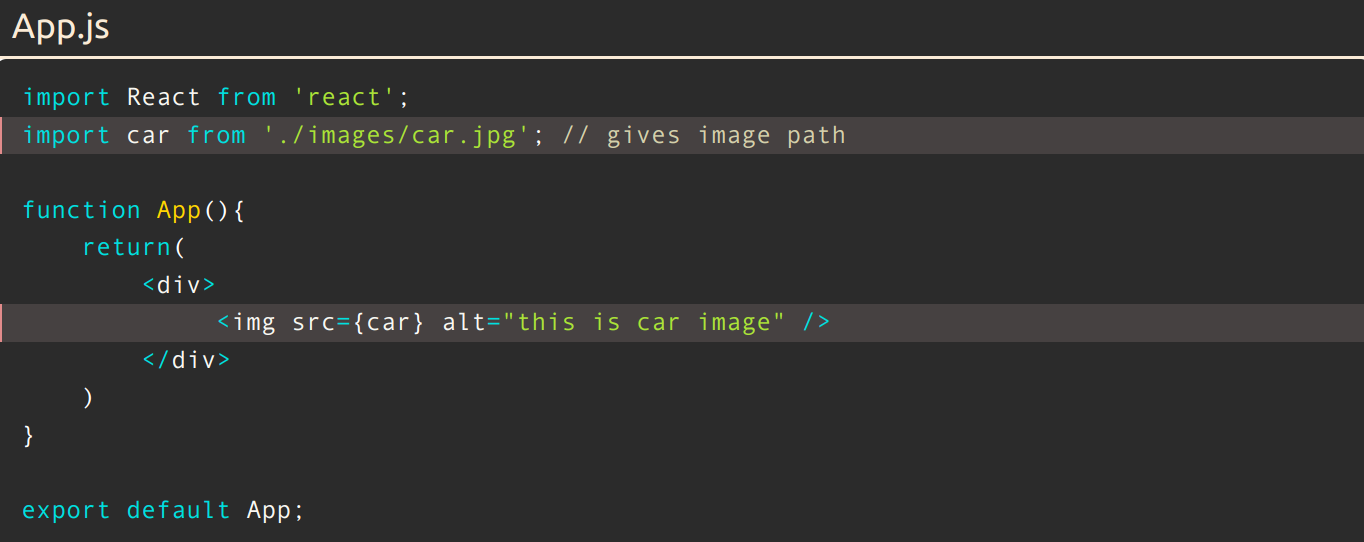 App.js
import React from 'react';
import car from './images/car.jpg'; // gives image path
function App(){
return(
<div>
<img src={car} alt="this is car image" />
</div>
)
}
export default App;